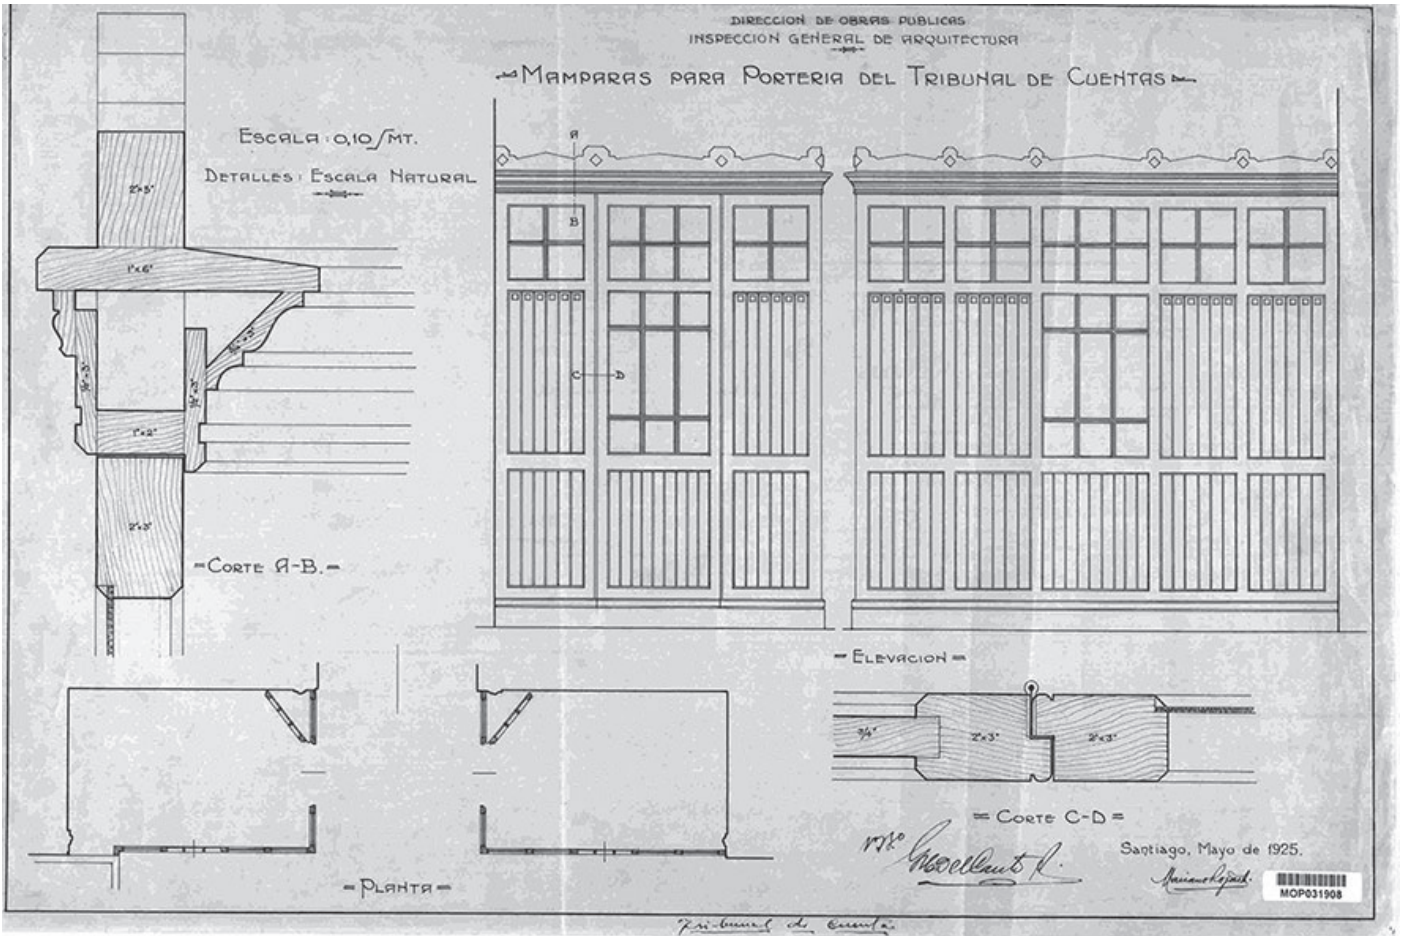 DIRECCION DE OBRAS PUBLICAS
INSPECCION GENERAL DE ARQUITECTURA
MAMPARAS PARA PORTERIA DEL TRIBUNAL DE CUENTAS
ESCALA: 0,10/MT.
DETALLES: ESCALA NATURAL
2"x5"
1"x6"
1"x2"
2"x3"
=CORTE A-B.=
A
B
C
D
=ELEVACION=
3/4"
2"x3"
2"x3"
=CORTE C-D=
=PLANTA=
Santiago, Mayo de 1925.
MOP031908
Tribunal de Cuentas